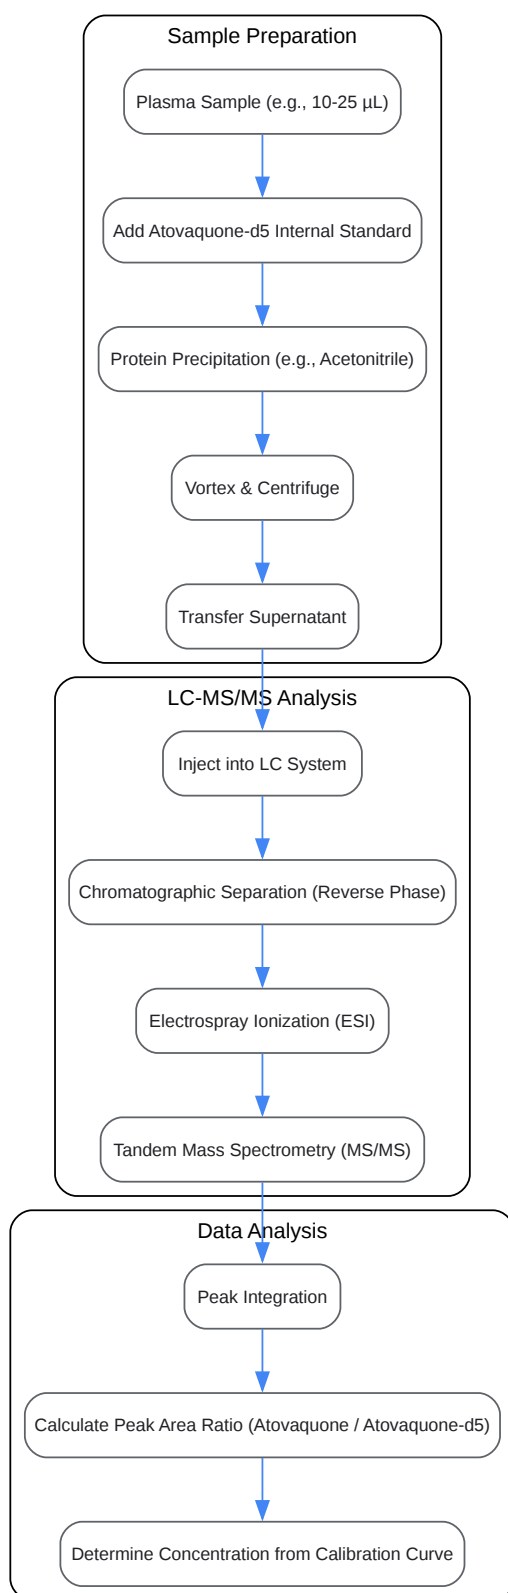 Sample Preparation
Plasma Sample (e.g., 10-25 µL)
Add Atovaquone-d5 Internal Standard
Protein Precipitation (e.g., Acetonitrile)
Vortex & Centrifuge
Transfer Supernatant
LC-MS/MS Analysis
Inject into LC System
Chromatographic Separation (Reverse Phase)
Electrospray Ionization (ESI)
Tandem Mass Spectrometry (MS/MS)
Data Analysis
Peak Integration
Calculate Peak Area Ratio (Atovaquone / Atovaquone-d5)
Determine Concentration from Calibration Curve